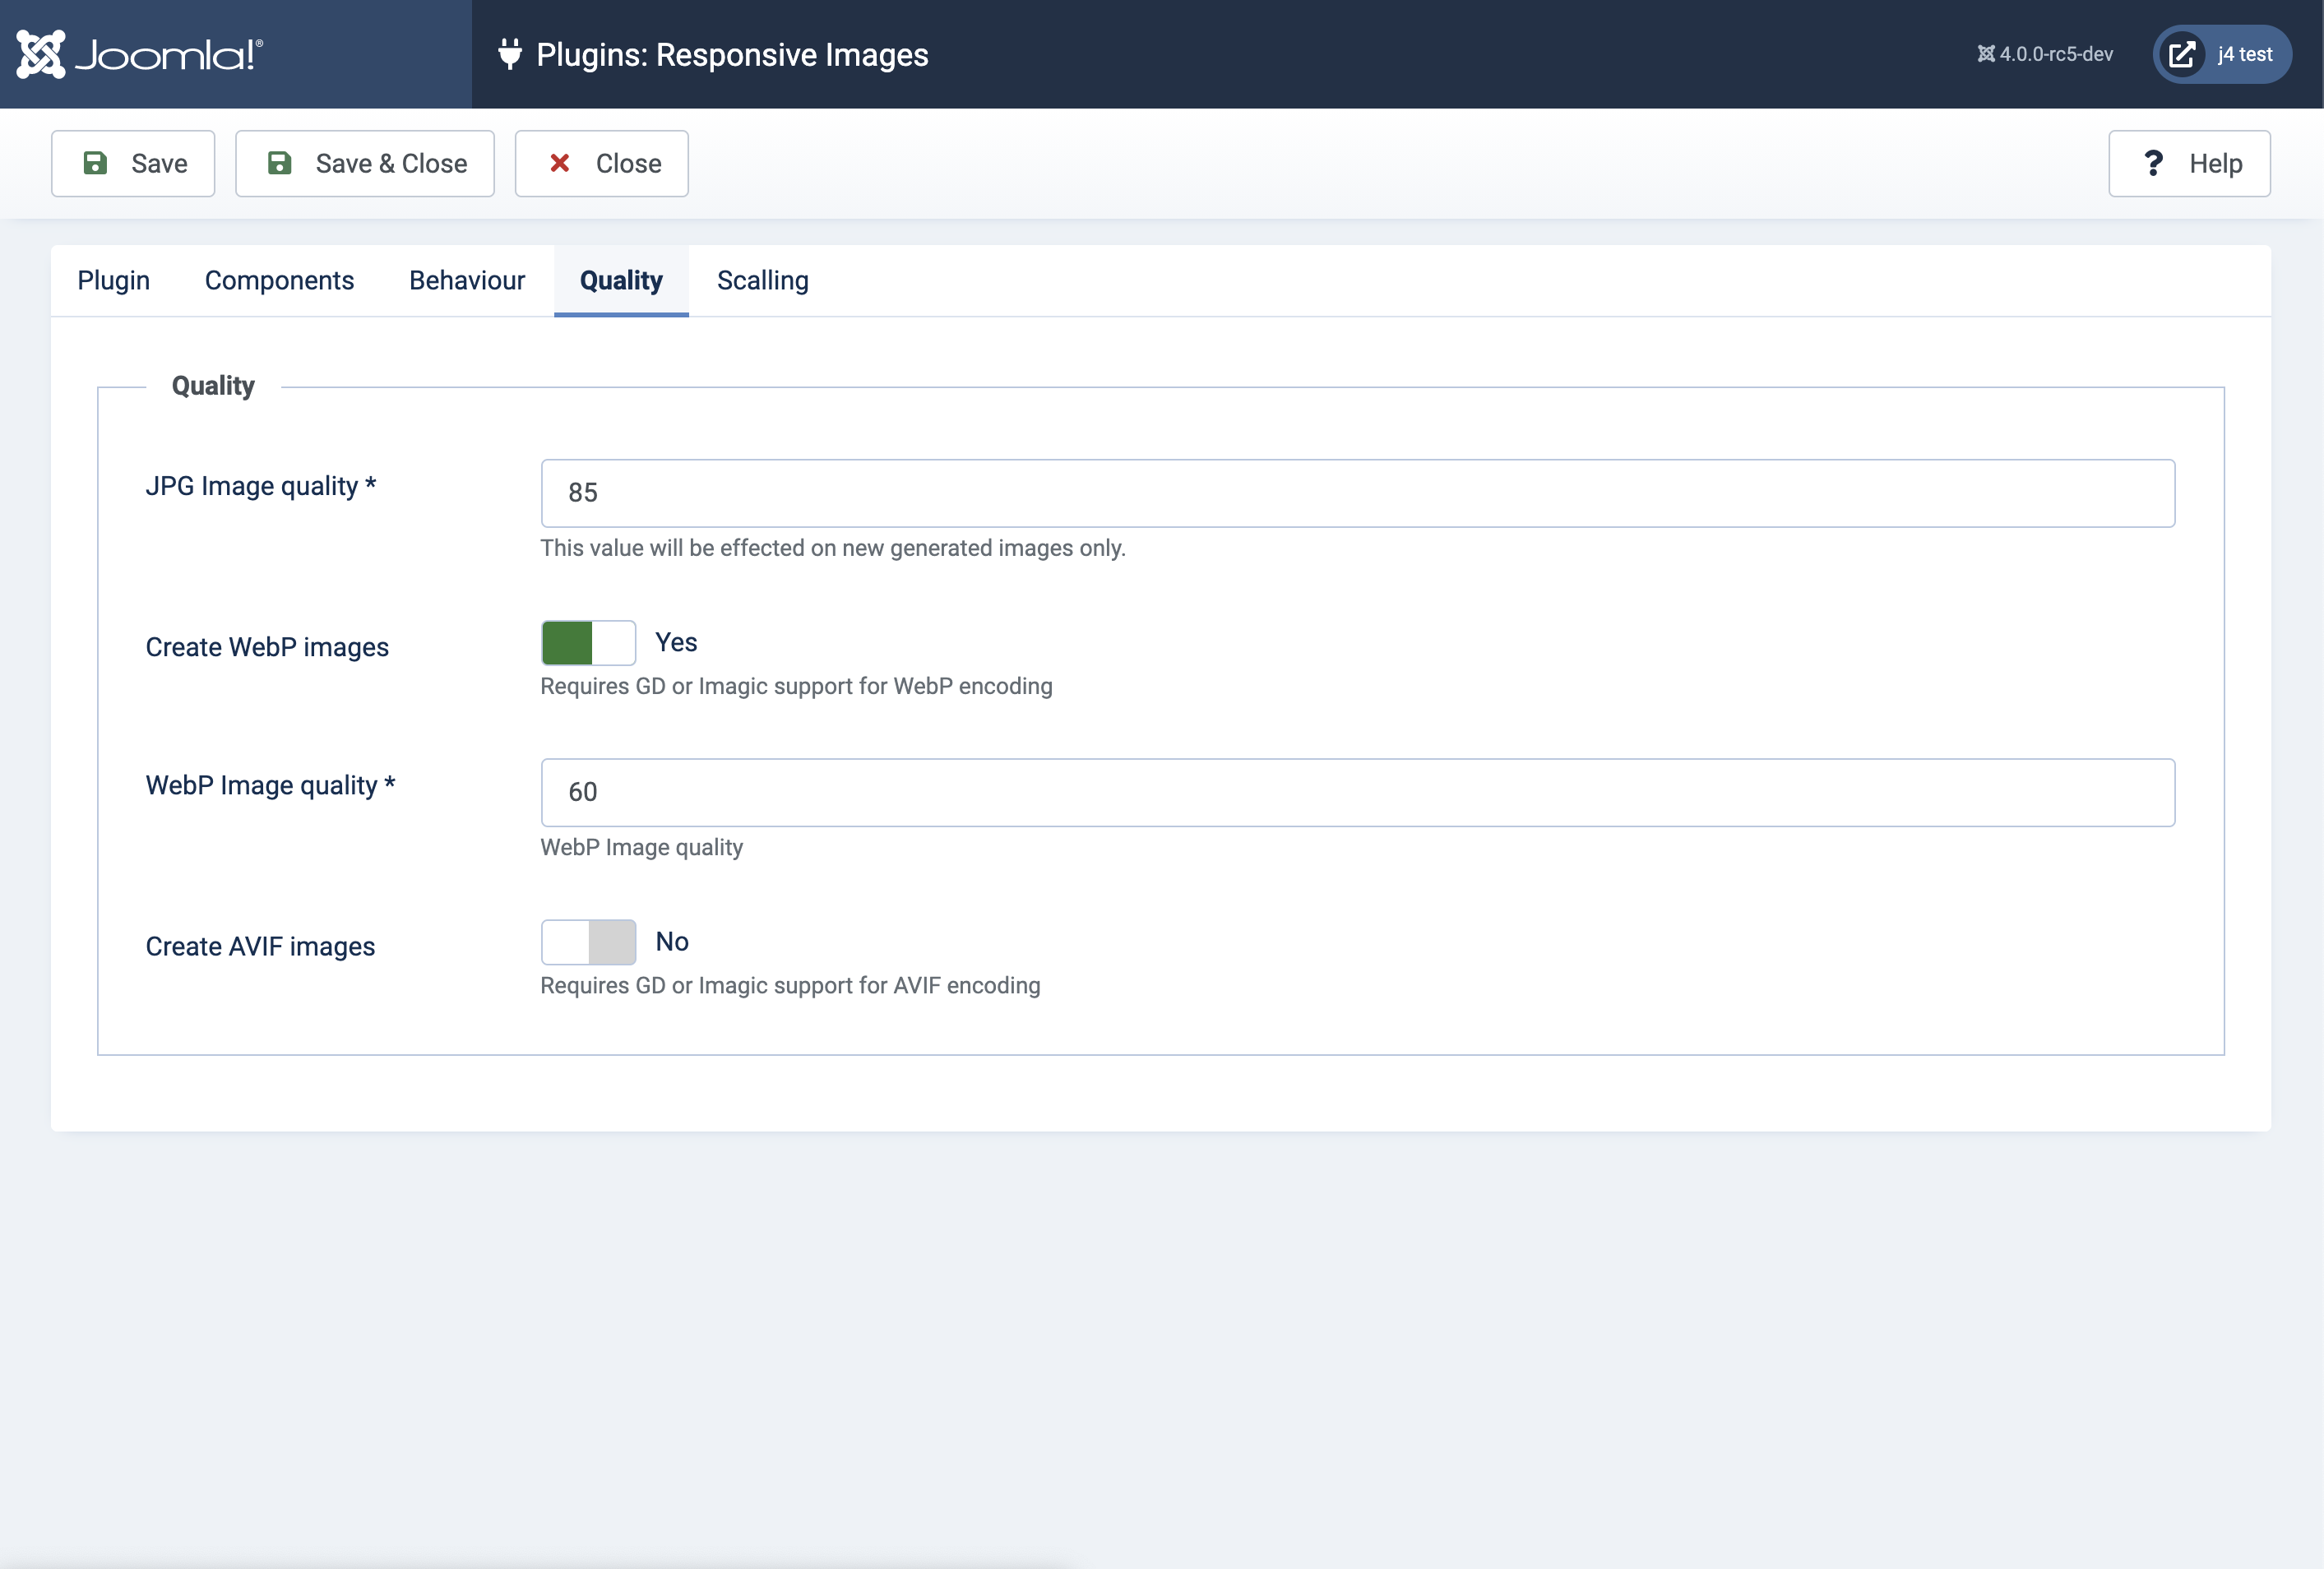 Joomla!®
Plugins: Responsive Images
4.0.0-rc5-dev
j4 test
Save
Save & Close
Close
? Help
Plugin
Components
Behaviour
Quality
Scalling
Quality
JPG Image quality *
85
This value will be effected on new generated images only.
Create WebP images
Yes
Requires GD or Imagic support for WebP encoding
WebP Image quality *
60
WebP Image quality
Create AVIF images
No
Requires GD or Imagic support for AVIF encoding